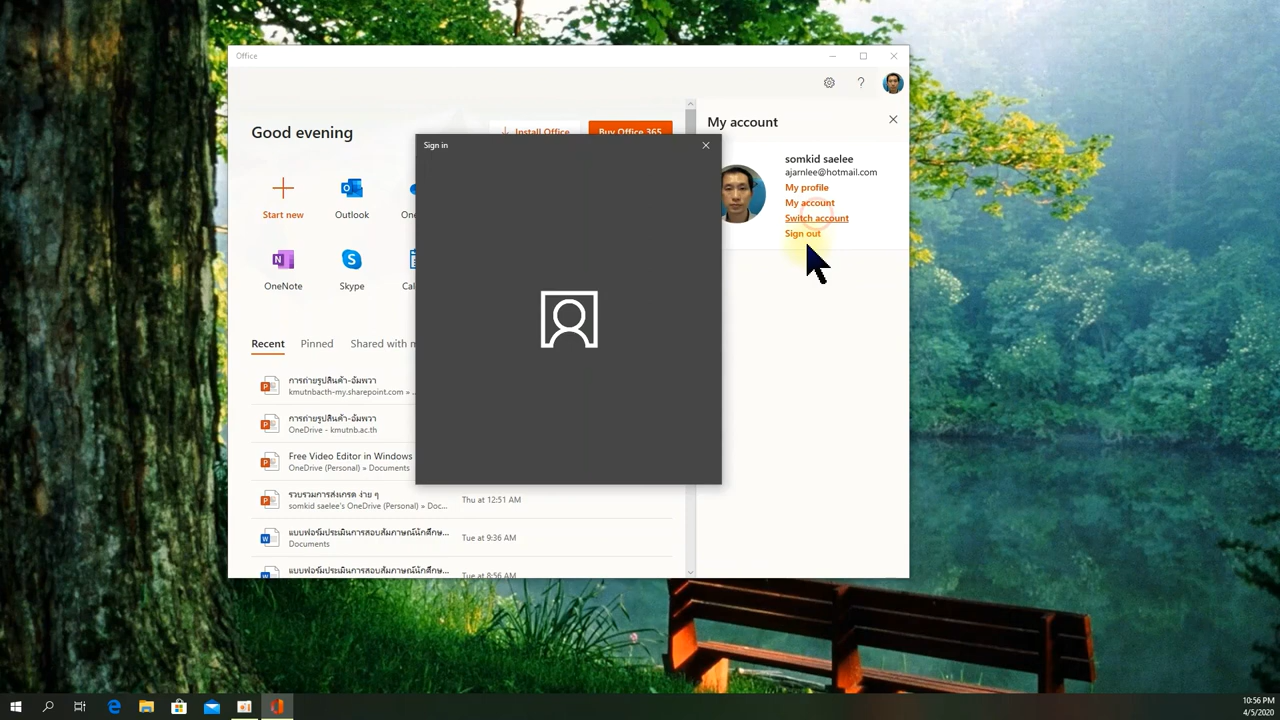 Office
?
Good evening
Install Office
Buy Office 365
Start new
Outlook
OneNote
Skype
Recent
Pinned
Shared with
การถ่ายรูปสินค้า-อัมพวา
kmutnbacth-my.sharepoint.com » ...
การถ่ายรูปสินค้า-อัมพวา
OneDrive - kmutnb.ac.th
Free Video Editor in Windows
OneDrive (Personal) » Documents
รวบรวมการส่งเกรด ง่าย ๆ
somkid saelee's OneDrive (Personal) » Doc...
Thu at 12:51 AM
แบบฟอร์มประเมินการสอบสัมภาษณ์นักศึกษ...
Documents
Tue at 9:36 AM
แบบฟอร์มประเมินการสอบสัมภาษณ์นักศึกษ...
Tue at 8:56 AM
Sign in
My account
somkid saelee
ajarnlee@hotmail.com
My profile
My account
Switch account
Sign out
10:56 PM
4/5/2020